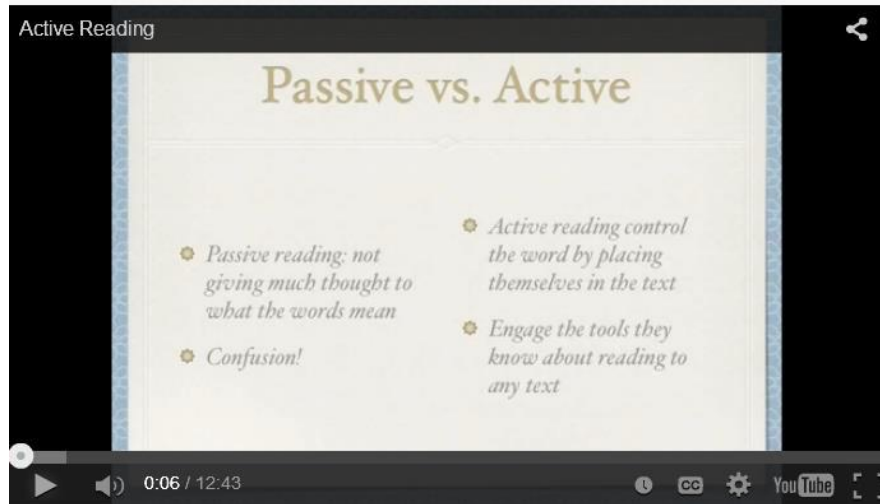 Active Reading
Passive vs. Active
Passive reading: not
giving much thought to
what the words mean
Confusion!
Active reading control
the word by placing
themselves in the text
Engage the tools they
know about reading to
any text
0:06 / 12:43
CC
YouTube